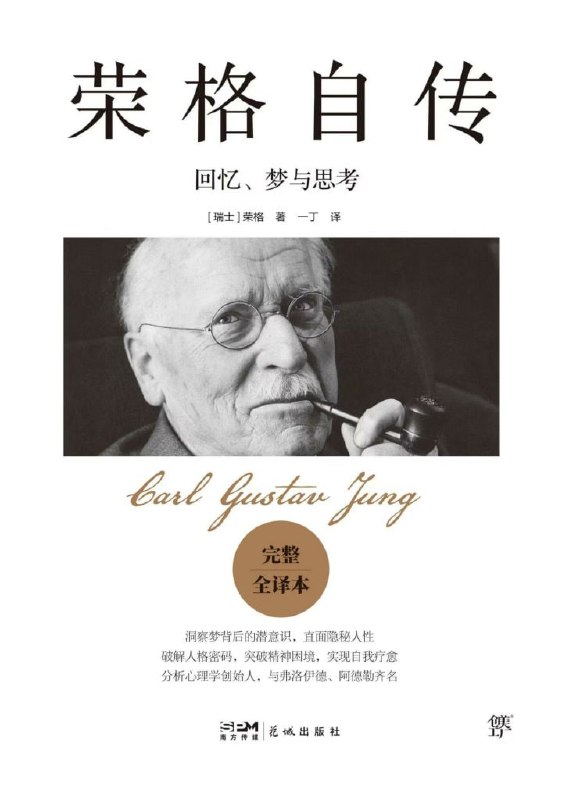 荣格自传
回忆、梦与思考
[瑞士]荣格 著 一丁 译
Carl Gustav Jung
完整
全译本
洞察梦背后的潜意识，直面隐秘人性
破解人格密码，突破精神困境，实现自我疗愈
分析心理学创始人，与弗洛伊德、阿德勒齐名
SPM
南方传媒
花城出版社
创美工厂